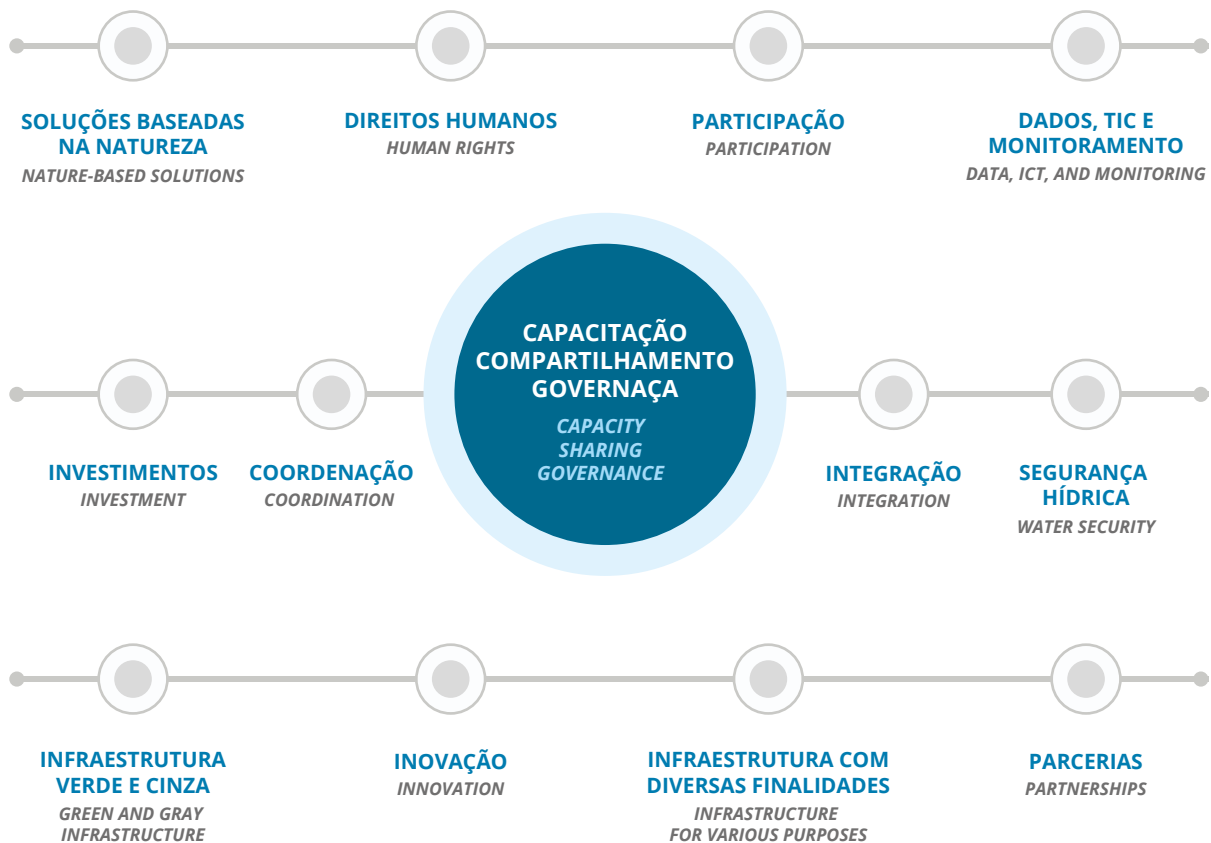 SOLUÇÕES BASEADAS
NA NATUREZA
NATURE-BASED SOLUTIONS
DIREITOS HUMANOS
HUMAN RIGHTS
PARTICIPAÇÃO
PARTICIPATION
DADOS, TIC E
MONITORAMENTO
DATA, ICT, AND MONITORING
CAPACITAÇÃO
COMPARTILHAMENTO
GOVERNAÇA
CAPACITY
SHARING
GOVERNANCE
INVESTIMENTOS
INVESTMENT
COORDENAÇÃO
COORDINATION
INTEGRAÇÃO
INTEGRATION
SEGURANÇA
HÍDRICA
WATER SECURITY
INFRAESTRUTURA
VERDE E CINZA
GREEN AND GRAY
INFRASTRUCTURE
INOVAÇÃO
INNOVATION
INFRAESTRUTURA COM
DIVERSAS FINALIDADES
INFRASTRUCTURE
FOR VARIOUS PURPOSES
PARCERIAS
PARTNERSHIPS